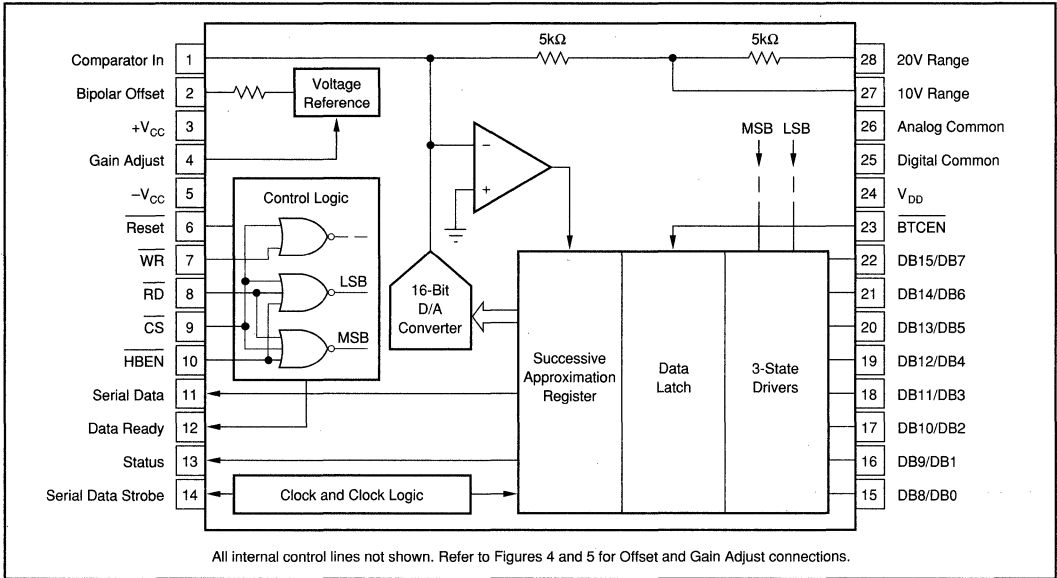 5kΩ 5kΩ
Comparator In 1 28 20V Range
Bipolar Offset 2 Voltage Reference 27 10V Range
+VCC 3 MSB LSB 26 Analog Common
Gain Adjust 4 25 Digital Common
–VCC 5 Control Logic 24 VDD
Reset 6 − + 23 BTCEN
WR 7 22 DB15/DB7
RD 8 LSB 21 DB14/DB6
CS 9 16-Bit D/A Converter 20 DB13/DB5
HBEN 10 MSB 19 DB12/DB4
Successive Approximation Register Data Latch 3-State Drivers
Serial Data 11 18 DB11/DB3
Data Ready 12 17 DB10/DB2
Status 13 16 DB9/DB1
Serial Data Strobe 14 Clock and Clock Logic 15 DB8/DB0
All internal control lines not shown. Refer to Figures 4 and 5 for Offset and Gain Adjust connections.